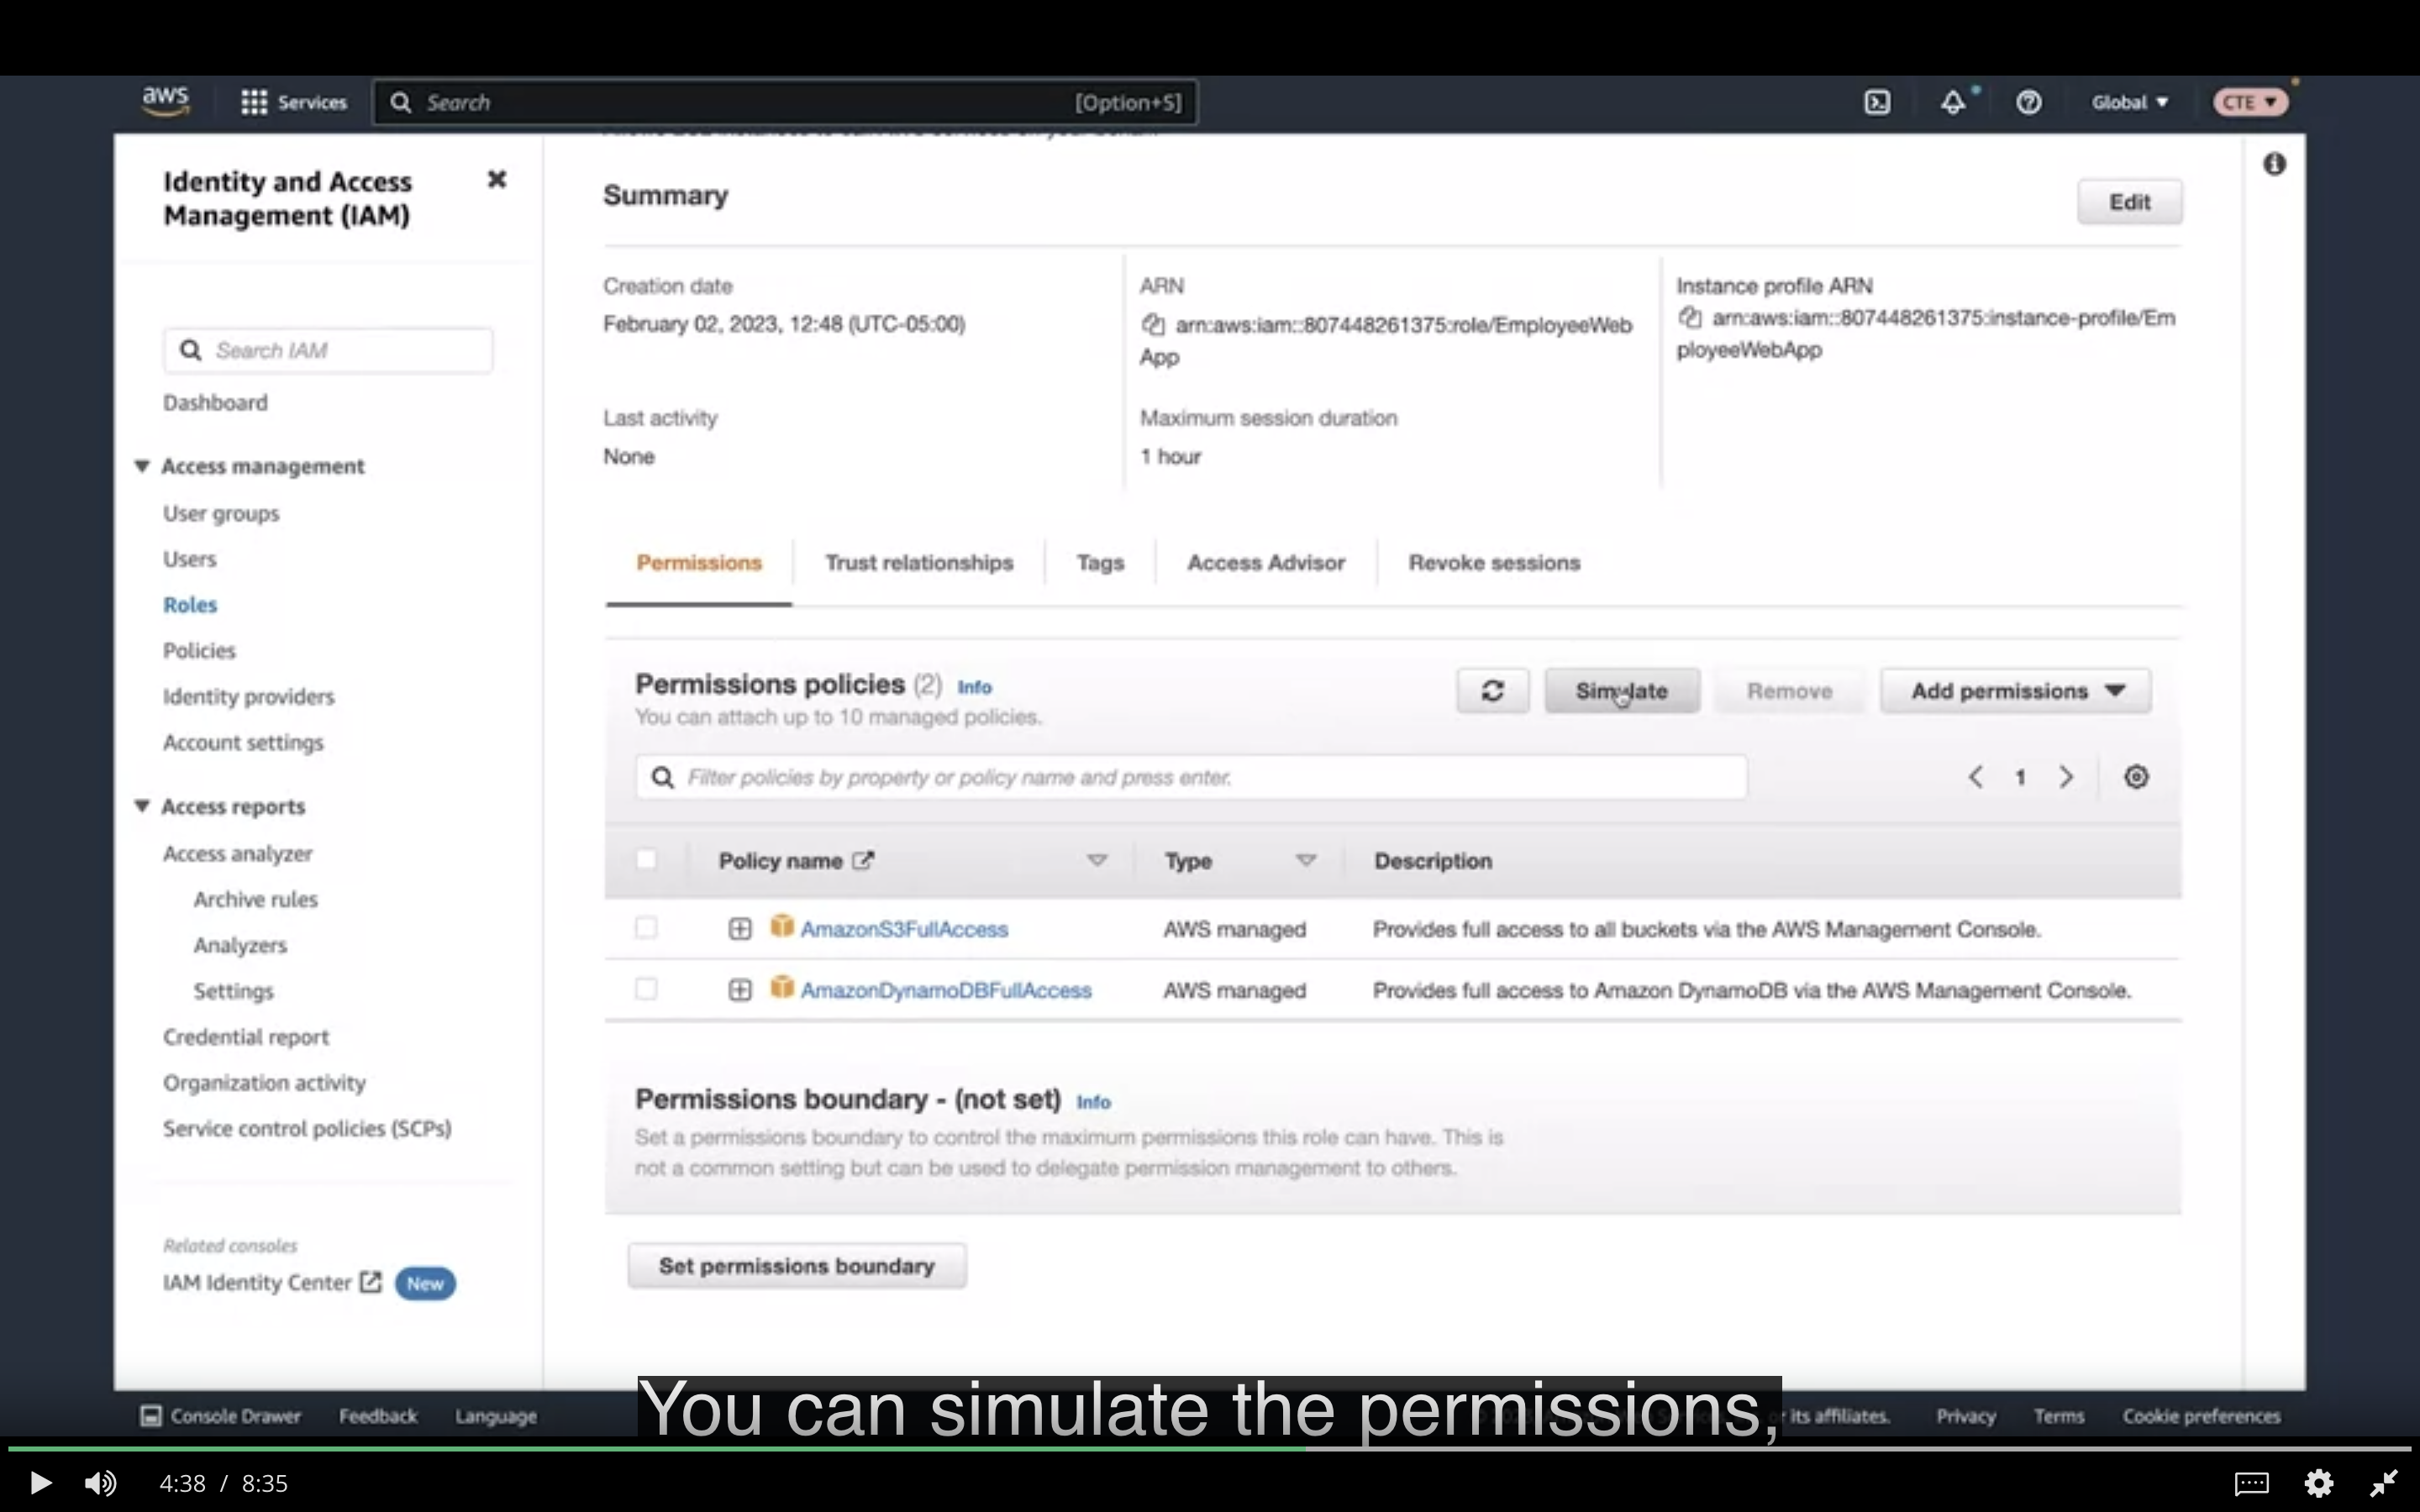 aws
Services
Search
[Option+S]
Global
CTE
Identity and Access
Management (IAM)
Search IAM
Dashboard
Access management
User groups
Users
Roles
Policies
Identity providers
Account settings
Access reports
Access analyzer
Archive rules
Analyzers
Settings
Credential report
Organization activity
Service control policies (SCPs)
Related consoles
IAM Identity Center New
Summary
Edit
Creation date
February 02, 2023, 12:48 (UTC-05:00)
ARN
arn:aws:iam::807448261375:role/EmployeeWeb
App
Instance profile ARN
arn:aws:iam::807448261375:instance-profile/Em
ployeeWebApp
Last activity
None
Maximum session duration
1 hour
Permissions
Trust relationships
Tags
Access Advisor
Revoke sessions
Permissions policies (2) Info
You can attach up to 10 managed policies.
Simulate
Remove
Add permissions
Filter policies by property or policy name and press enter.
1
Policy name
Type
Description
AmazonS3FullAccess
AWS managed
Provides full access to all buckets via the AWS Management Console.
AmazonDynamoDBFullAccess
AWS managed
Provides full access to Amazon DynamoDB via the AWS Management Console.
Permissions boundary - (not set) Info
Set a permissions boundary to control the maximum permissions this role can have. This is
not a common setting but can be used to delegate permission management to others.
Set permissions boundary
You can simulate the permissions,
Console Drawer
Feedback
Language
its affiliates.
Privacy
Terms
Cookie preferences
4:38 / 8:35